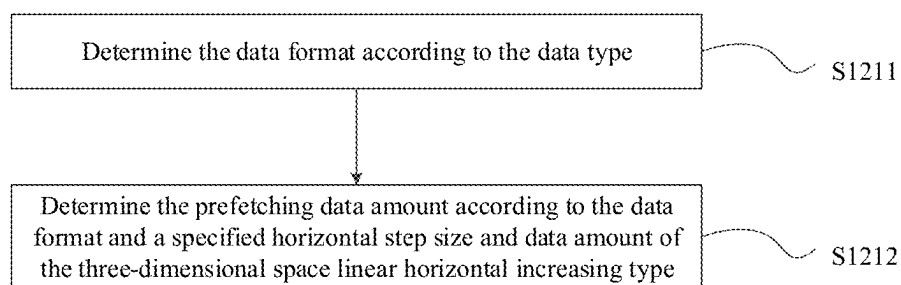 Determine the data format according to the data type
S1211
Determine the prefetching data amount according to the data
format and a specified horizontal step size and data amount of
the three-dimensional space linear horizontal increasing type
S1212